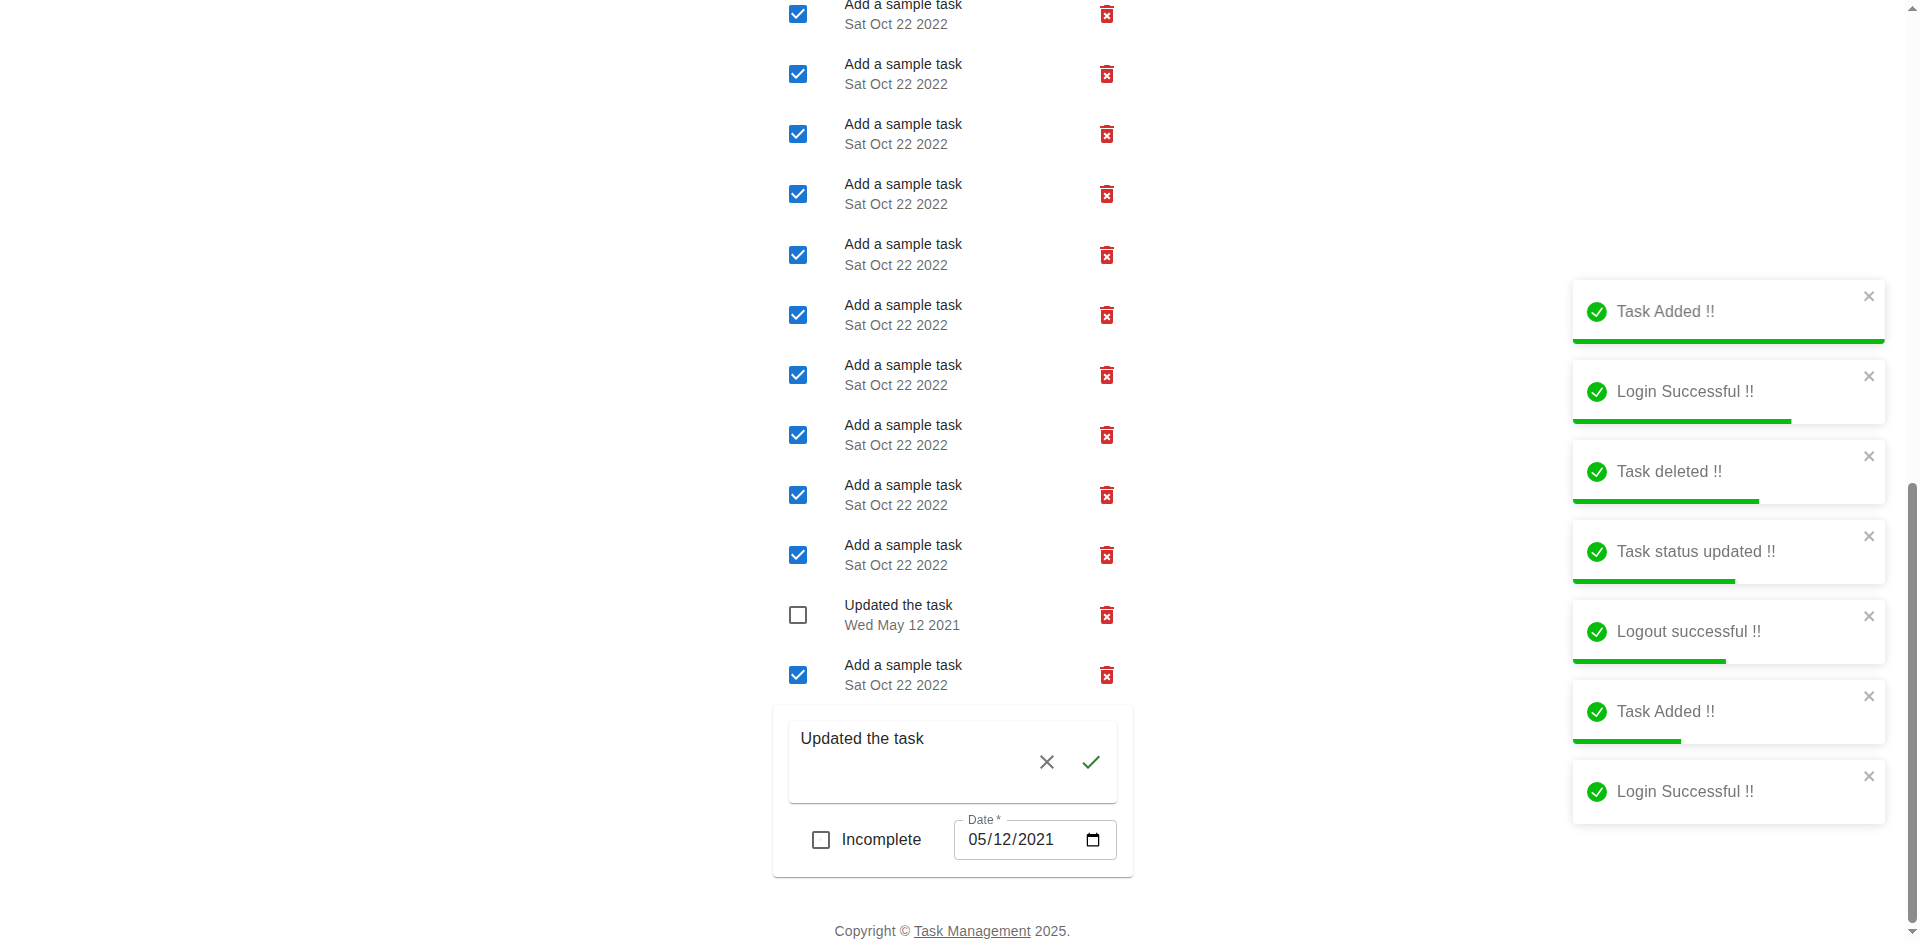 Add a sample task
Sat Oct 22 2022
Add a sample task
Sat Oct 22 2022
Add a sample task
Sat Oct 22 2022
Add a sample task
Sat Oct 22 2022
Add a sample task
Sat Oct 22 2022
Add a sample task
Sat Oct 22 2022
Add a sample task
Sat Oct 22 2022
Add a sample task
Sat Oct 22 2022
Add a sample task
Sat Oct 22 2022
Add a sample task
Sat Oct 22 2022
Updated the task
Wed May 12 2021
Add a sample task
Sat Oct 22 2022
Updated the task
Incomplete
Date *
05/12/2021
Copyright © Task Management 2025.
Task Added !!
Login Successful !!
Task deleted !!
Task status updated !!
Logout successful !!
Task Added !!
Login Successful !!